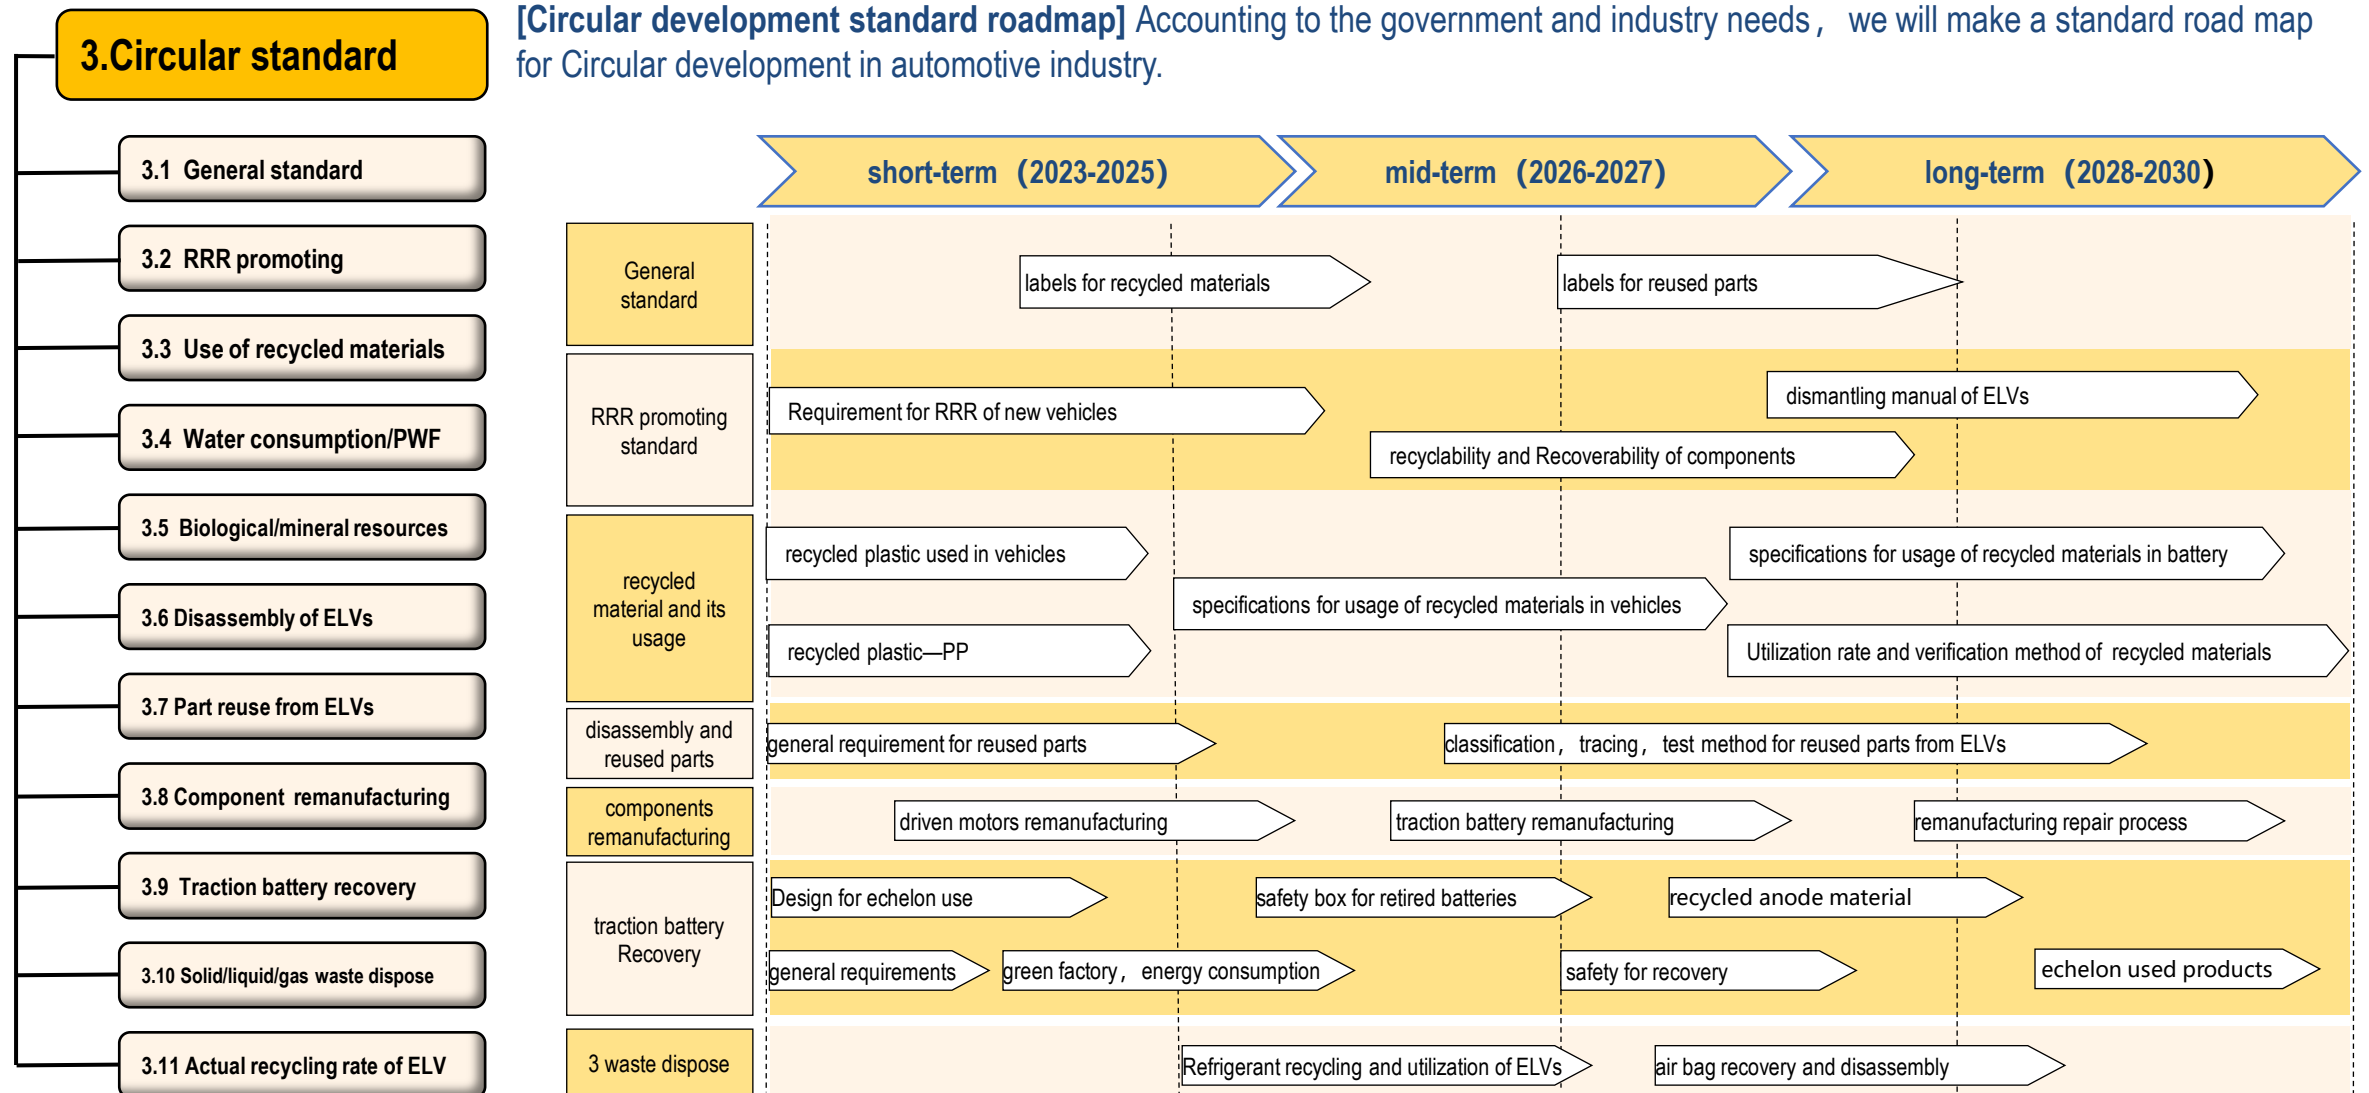 3.Circular standard
[Circular development standard roadmap] Accounting to the government and industry needs， we will make a standard road map
for Circular development in automotive industry.
3.1 General standard
3.2 RRR promoting
3.3 Use of recycled materials
3.4 Water consumption/PWF
3.5 Biological/mineral resources
3.6 Disassembly of ELVs
3.7 Part reuse from ELVs
3.8 Component remanufacturing
3.9 Traction battery recovery
3.10 Solid/liquid/gas waste dispose
3.11 Actual recycling rate of ELV
short-term（2023-2025）
mid-term（2026-2027）
long-term（2028-2030）
General
standard
labels for recycled materials
labels for reused parts
RRR promoting
standard
Requirement for RRR of new vehicles
dismantling manual of ELVs
recyclability and Recoverability of components
recycled
material and its
usage
recycled plastic used in vehicles
specifications for usage of recycled materials in battery
specifications for usage of recycled materials in vehicles
recycled plastic—PP
Utilization rate and verification method of recycled materials
disassembly and
reused parts
general requirement for reused parts
classification，tracing，test method for reused parts from ELVs
components
remanufacturing
driven motors remanufacturing
traction battery remanufacturing
remanufacturing repair process
traction battery
Recovery
Design for echelon use
safety box for retired batteries
recycled anode material
general requirements
green factory，energy consumption
safety for recovery
echelon used products
3 waste dispose
Refrigerant recycling and utilization of ELVs
air bag recovery and disassembly